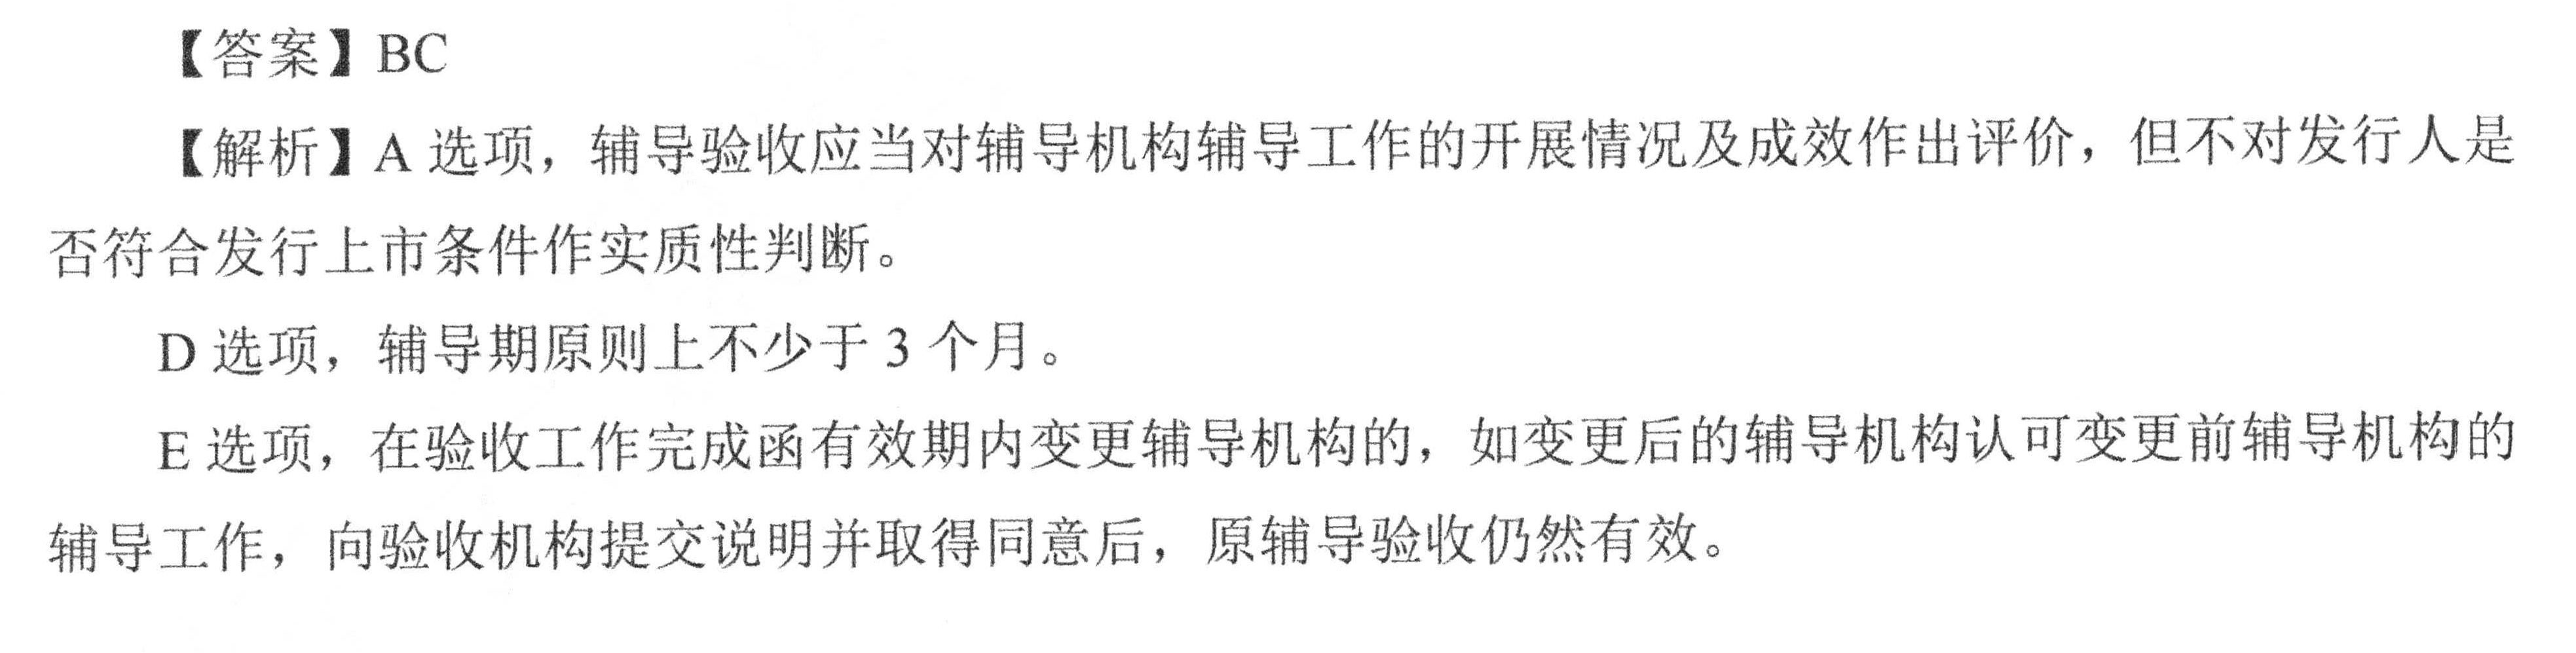 【答案】BC
【解析】A 选项，辅导验收应当对辅导机构辅导工作的开展情况及成效作出评价，但不对发行人是
否符合发行上市条件作实质性判断。
D 选项，辅导期原则上不少于 3 个月。
E 选项，在验收工作完成函有效期内变更辅导机构的，如变更后的辅导机构认可变更前辅导机构的
辅导工作，向验收机构提交说明并取得同意后，原辅导验收仍然有效。